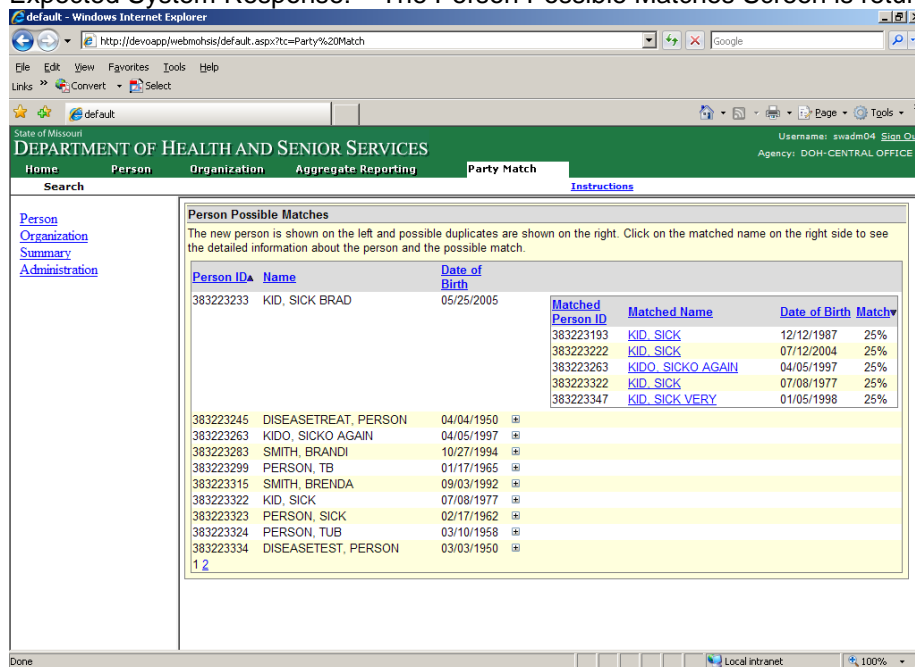 Expected System Response: The Person Possible Matches Screen is retur
default - Windows Internet Explorer
http://devoapp/webmohsis/default.aspx?tc=Party%20Match
Google
File Edit View Favorites Tools Help
Links » Convert Select
default
Page Tools
State of Missouri
DEPARTMENT OF HEALTH AND SENIOR SERVICES
Username: swadm04 Sign Ou
Agency: DOH-CENTRAL OFFICE
Home Person Organization Aggregate Reporting Party Match
Search Instructions
Person
Organization
Summary
Administration
Person Possible Matches
The new person is shown on the left and possible duplicates are shown on the right. Click on the matched name on the right side to see
the detailed information about the person and the possible match.
Person ID Name Date of Birth
383223233 KID, SICK BRAD 05/25/2005
Matched Person ID Matched Name Date of Birth Match
383223193 KID, SICK 12/12/1987 25%
383223222 KID, SICK 07/12/2004 25%
383223263 KIDO, SICKO AGAIN 04/05/1997 25%
383223322 KID, SICK 07/08/1977 25%
383223347 KID, SICK VERY 01/05/1998 25%
383223245 DISEASETREAT, PERSON 04/04/1950
383223263 KIDO, SICKO AGAIN 04/05/1997
383223283 SMITH, BRANDI 10/27/1994
383223299 PERSON, TB 01/17/1965
383223315 SMITH, BRENDA 09/03/1992
383223322 KID, SICK 07/08/1977
383223323 PERSON, SICK 02/17/1962
383223324 PERSON, TUB 03/10/1958
383223334 DISEASETEST, PERSON 03/03/1950
1 2
Done Local intranet 100%